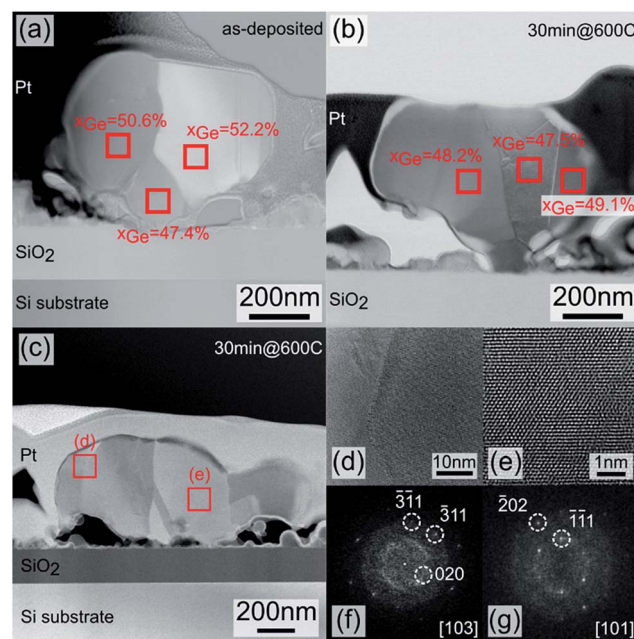 (a)
as-deposited
Pt
xGe=50.6%
xGe=52.2%
xGe=47.4%
SiO2
Si substrate
200nm
(b)
30min@600C
Pt
xGe=48.2%
xGe=47.5%
xGe=49.1%
SiO2
200nm
(c)
30min@600C
Pt
(d)
(e)
SiO2
Si substrate
200nm
(d)
10nm
(e)
1nm
3̅1̅1
3̅11
020
(f)
[103]
2̅02
1̅1̅1
(g)
[101]